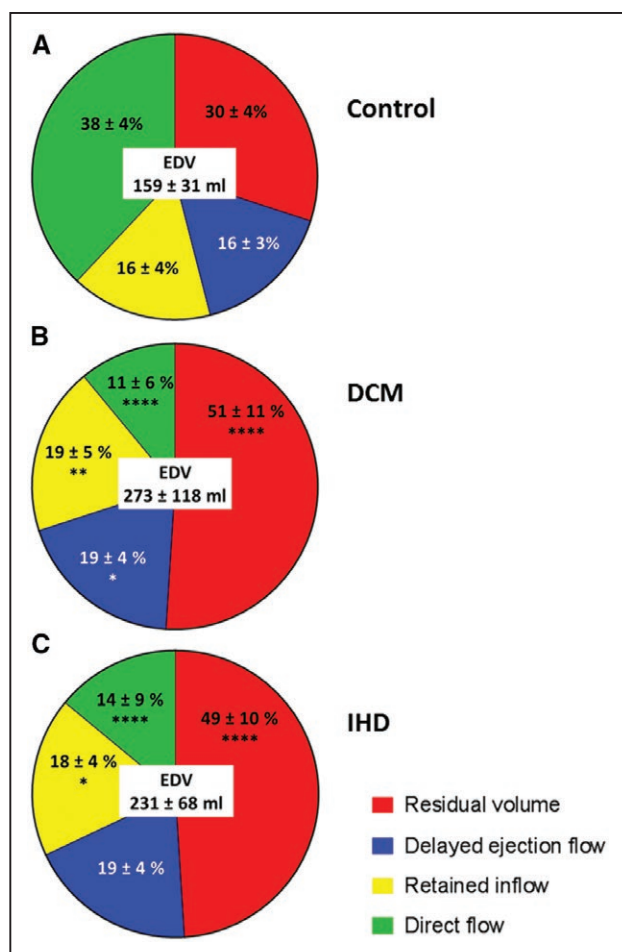 A
Control
38 ± 4%
30 ± 4%
EDV
159 ± 31 ml
16 ± 3%
16 ± 4%
B
DCM
11 ± 6 %
****
51 ± 11 %
****
19 ± 5 %
**
EDV
273 ± 118 ml
19 ± 4 %
*
C
IHD
14 ± 9 %
****
49 ± 10 %
****
18 ± 4 %
*
EDV
231 ± 68 ml
19 ± 4 %
Residual volume
Delayed ejection flow
Retained inflow
Direct flow